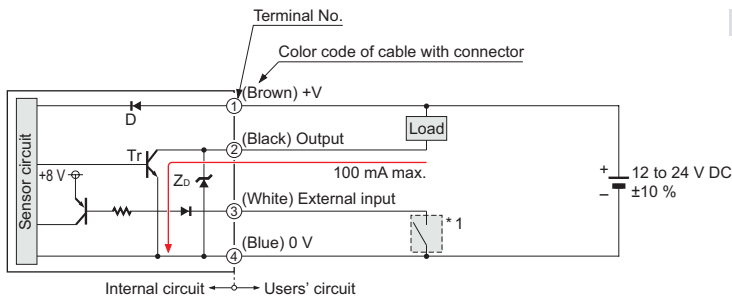 Terminal No.
Color code of cable with connector
(Brown) +V
1
D
Load
(Black) Output
2
Tr
Sensor circuit
+8 V
ZD
100 mA max.
+
12 to 24 V DC
−
±10 %
(White) External input
3
* 1
(Blue) 0 V
4
Internal circuit
Users' circuit